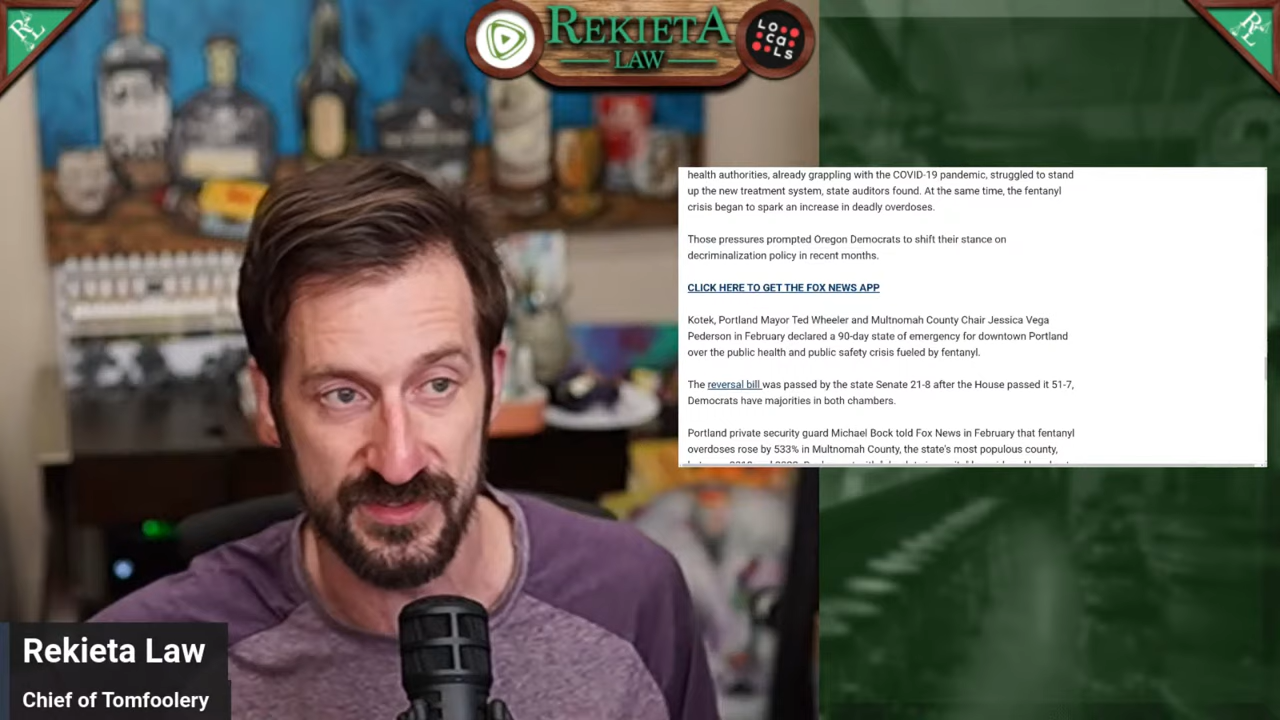 REKIETA
LAW
LOCALS
health authorities, already grappling with the COVID-19 pandemic, struggled to stand
up the new treatment system, state auditors found. At the same time, the fentanyl
crisis began to spark an increase in deadly overdoses.
Those pressures prompted Oregon Democrats to shift their stance on
decriminalization policy in recent months.
CLICK HERE TO GET THE FOX NEWS APP
Kotek, Portland Mayor Ted Wheeler and Multnomah County Chair Jessica Vega
Pederson in February declared a 90-day state of emergency for downtown Portland
over the public health and public safety crisis fueled by fentanyl.
The reversal bill was passed by the state Senate 21-8 after the House passed it 51-7,
Democrats have majorities in both chambers.
Portland private security guard Michael Bock told Fox News in February that fentanyl
overdoses rose by 533% in Multnomah County, the state's most populous county,
Rekieta Law
Chief of Tomfoolery